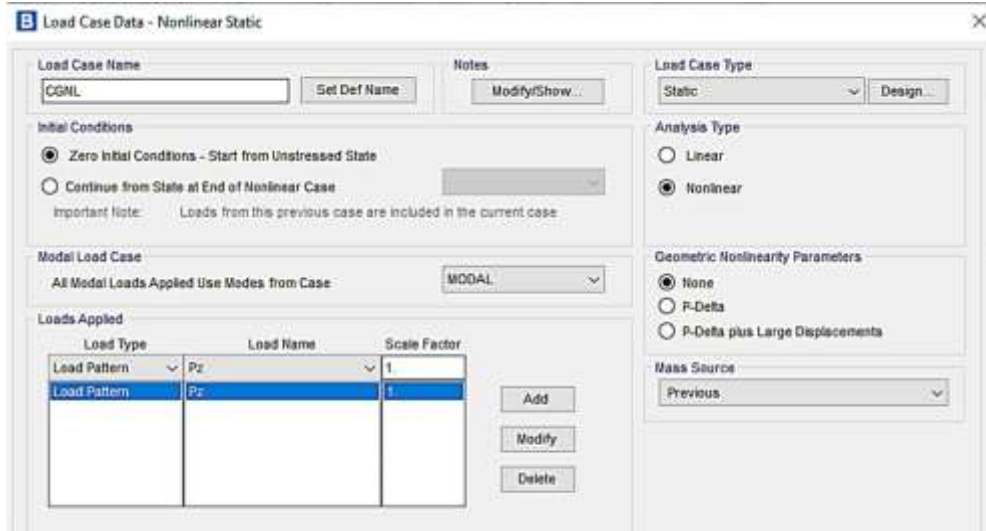 B Load Case Data - Nonlinear Static
Load Case Name
CGNL
Set Def Name
Notes
Modify/Show...
Load Case Type
Static
Design...
Initial Conditions
Zero Initial Conditions - Start from Unstressed State
Continue from State at End of Nonlinear Case
Important Note: Loads from this previous case are included in the current case
Analysis Type
Linear
Nonlinear
Modal Load Case
All Modal Loads Applied Use Modes from Case
MODAL
Geometric Nonlinearity Parameters
None
P-Delta
P-Delta plus Large Displacements
Loads Applied
Load Type Load Name Scale Factor
Load Pattern Pz 1.
Load Pattern Pz 1.
Add
Modify
Delete
Mass Source
Previous